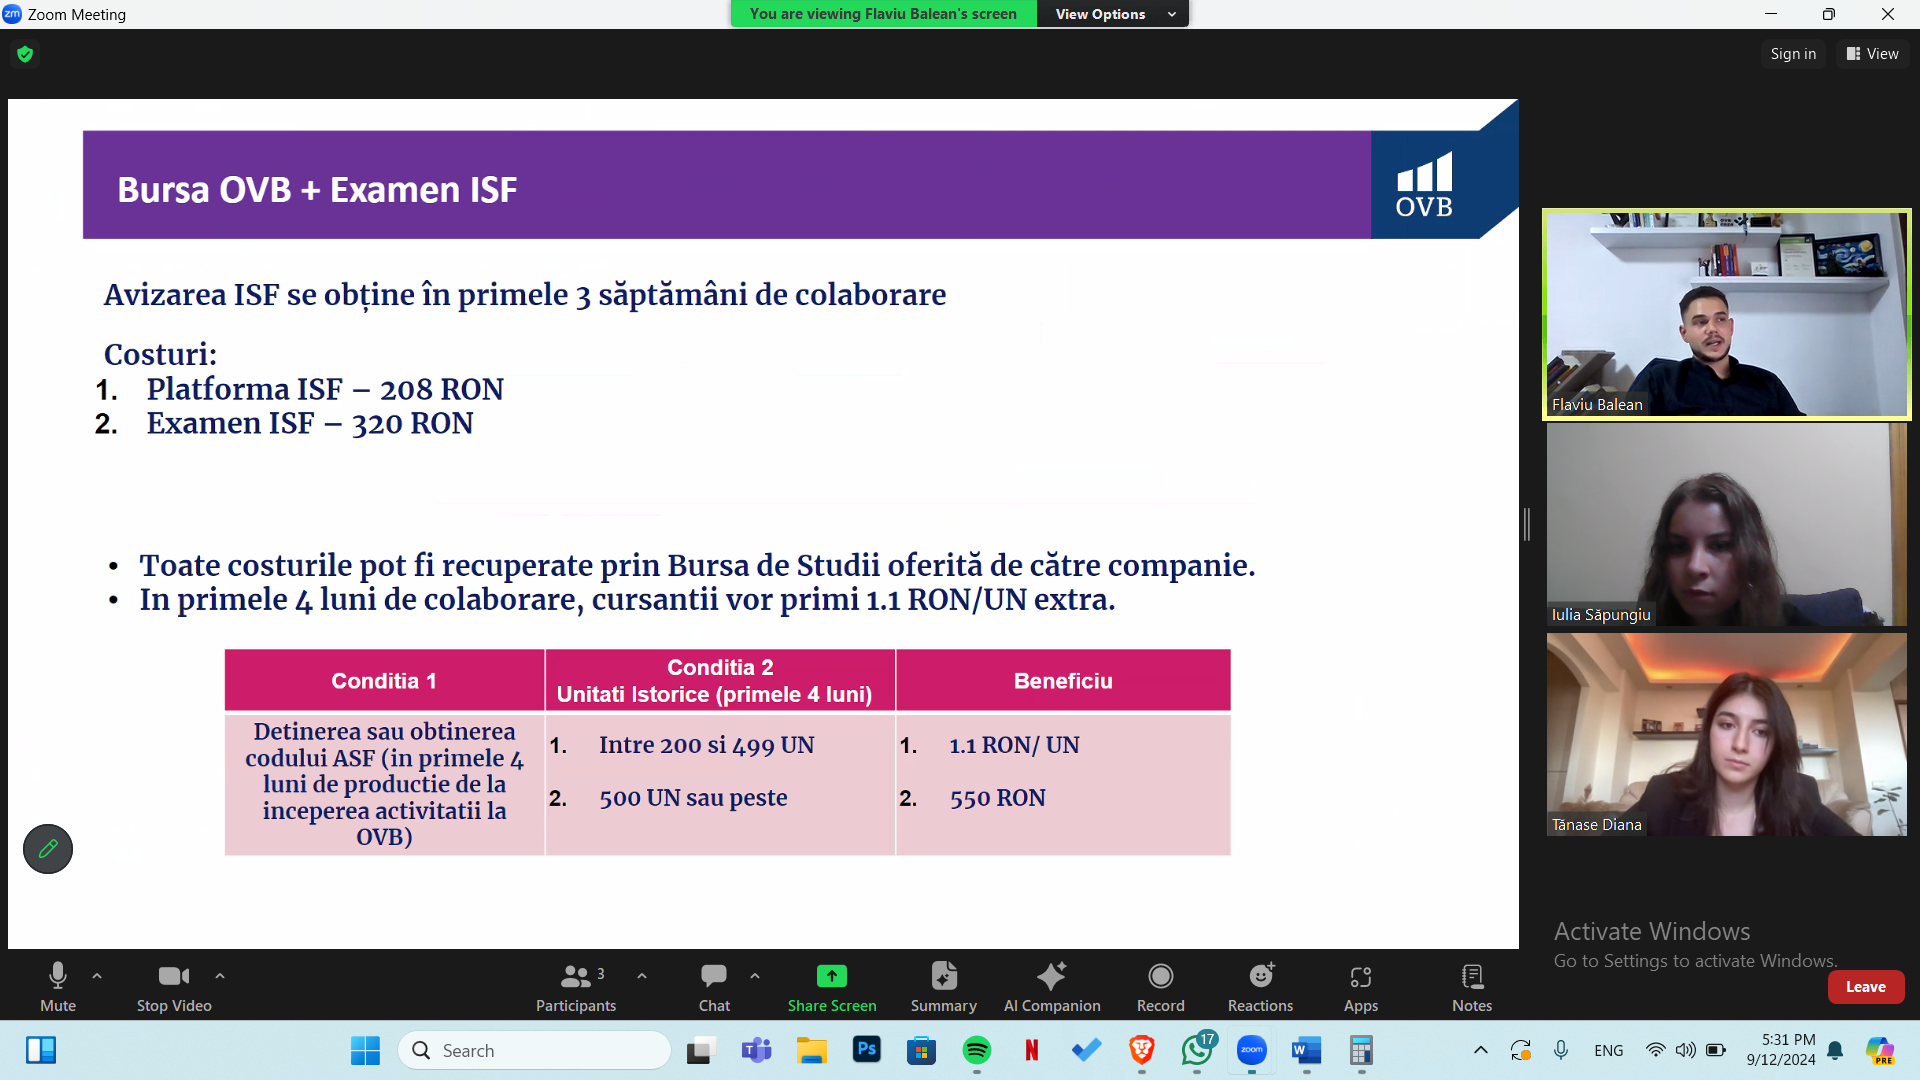 Zoom Meeting
You are viewing Flaviu Balean's screen
View Options
Sign in
View
Bursa OVB + Examen ISF
OVB
Avizarea ISF se obține în primele 3 săptămâni de colaborare
Costuri:
1. Platforma ISF – 208 RON
2. Examen ISF – 320 RON
• Toate costurile pot fi recuperate prin Bursa de Studii oferită de către companie.
• In primele 4 luni de colaborare, cursantii vor primi 1.1 RON/UN extra.
Conditia 1
Conditia 2
Unitati Istorice (primele 4 luni)
Beneficiu
Detinerea sau obtinerea
codului ASF (in primele 4
luni de productie de la
inceperea activitatii la
OVB)
1. Intre 200 si 499 UN
2. 500 UN sau peste
1. 1.1 RON/ UN
2. 550 RON
Flaviu Balean
Iulia Săpungiu
Tănase Diana
Activate Windows
Go to Settings to activate Windows.
Mute
Stop Video
3
Participants
Chat
Share Screen
Summary
AI Companion
Record
Reactions
Apps
Notes
Leave
Search
Ps
17
zoom
ENG
5:31 PM
9/12/2024
PRE